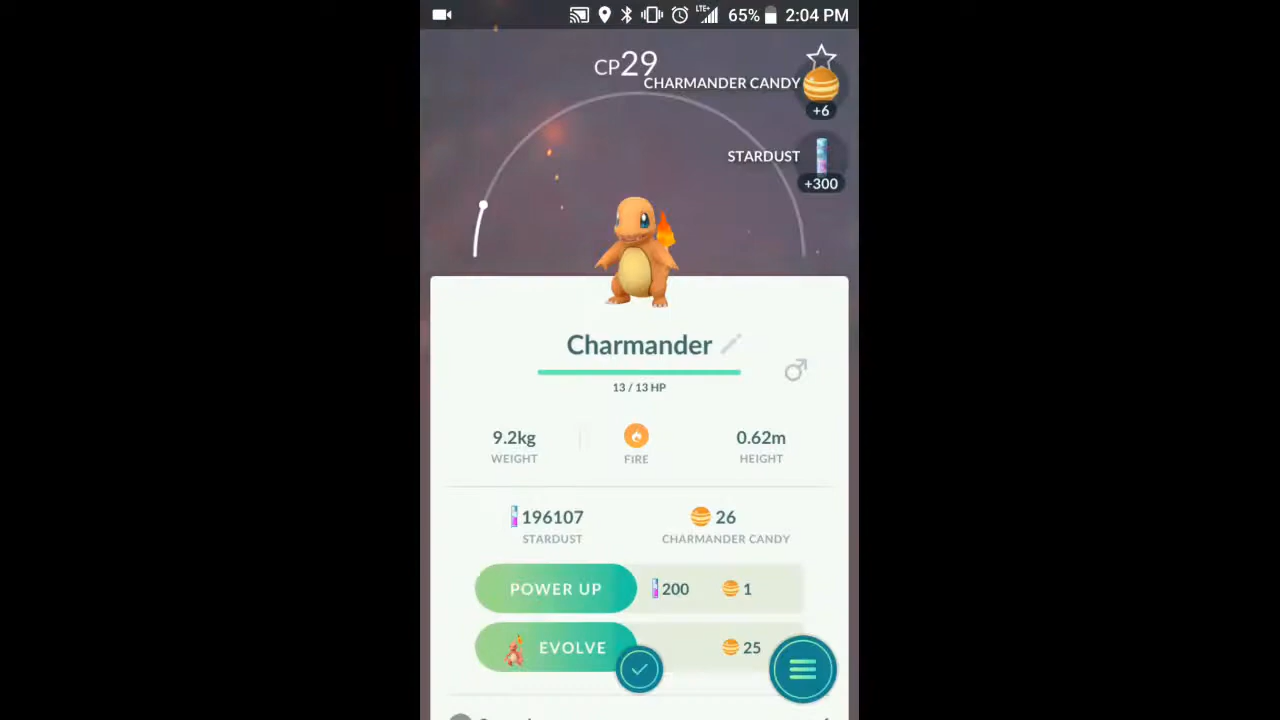 LTE+ 65% 2:04 PM
CP29
CHARMANDER CANDY
+6
STARDUST
+300
Charmander
13 / 13 HP
9.2kg
WEIGHT
FIRE
0.62m
HEIGHT
196107
STARDUST
26
CHARMANDER CANDY
POWER UP 200 1
EVOLVE 25